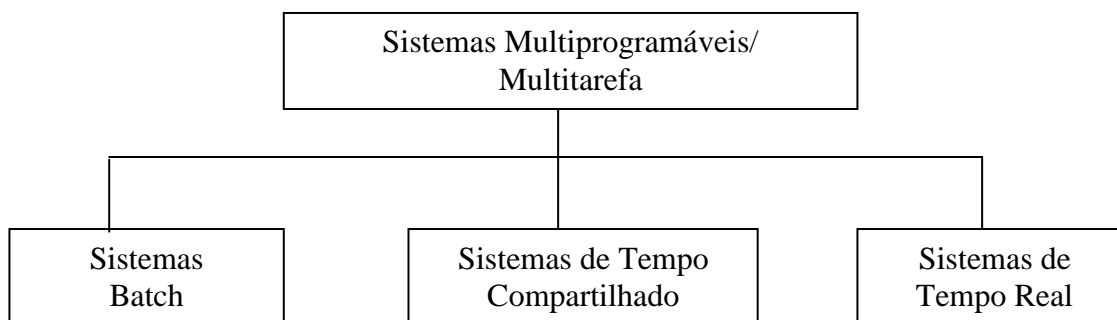 Sistemas Multiprogramáveis/
Multitarefa
Sistemas
Batch
Sistemas de Tempo
Compartilhado
Sistemas de
Tempo Real